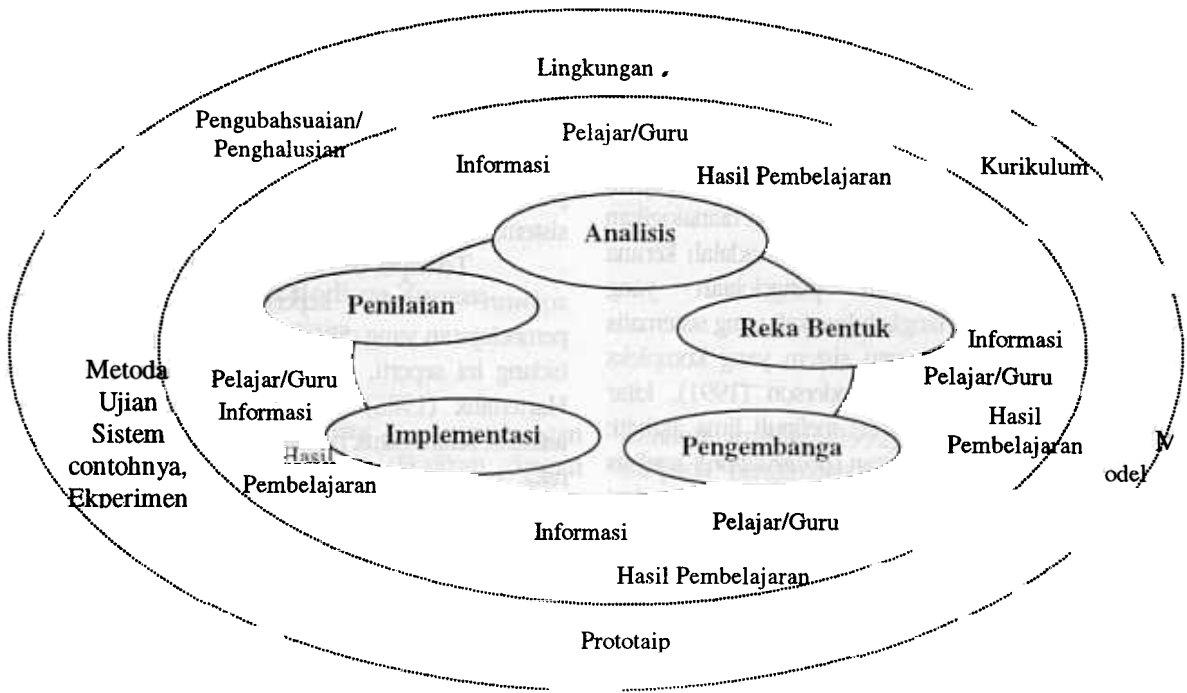 Lingkungan
Pengubahsuaian/
Penghalusian
Pelajar/Guru
Informasi
Hasil Pembelajaran
Kurikulum
Analisis
Penilaian
Reka Bentuk
Informasi
Pelajar/Guru
Hasil
Pembelajaran
Metoda
Ujian
Sistem
contohnya,
Ekperimen
Pelajar/Guru
Informasi
Hasil
Pembelajaran
Implementasi
Pengembanga
odel
Informasi
Pelajar/Guru
Hasil Pembelajaran
Prototaip